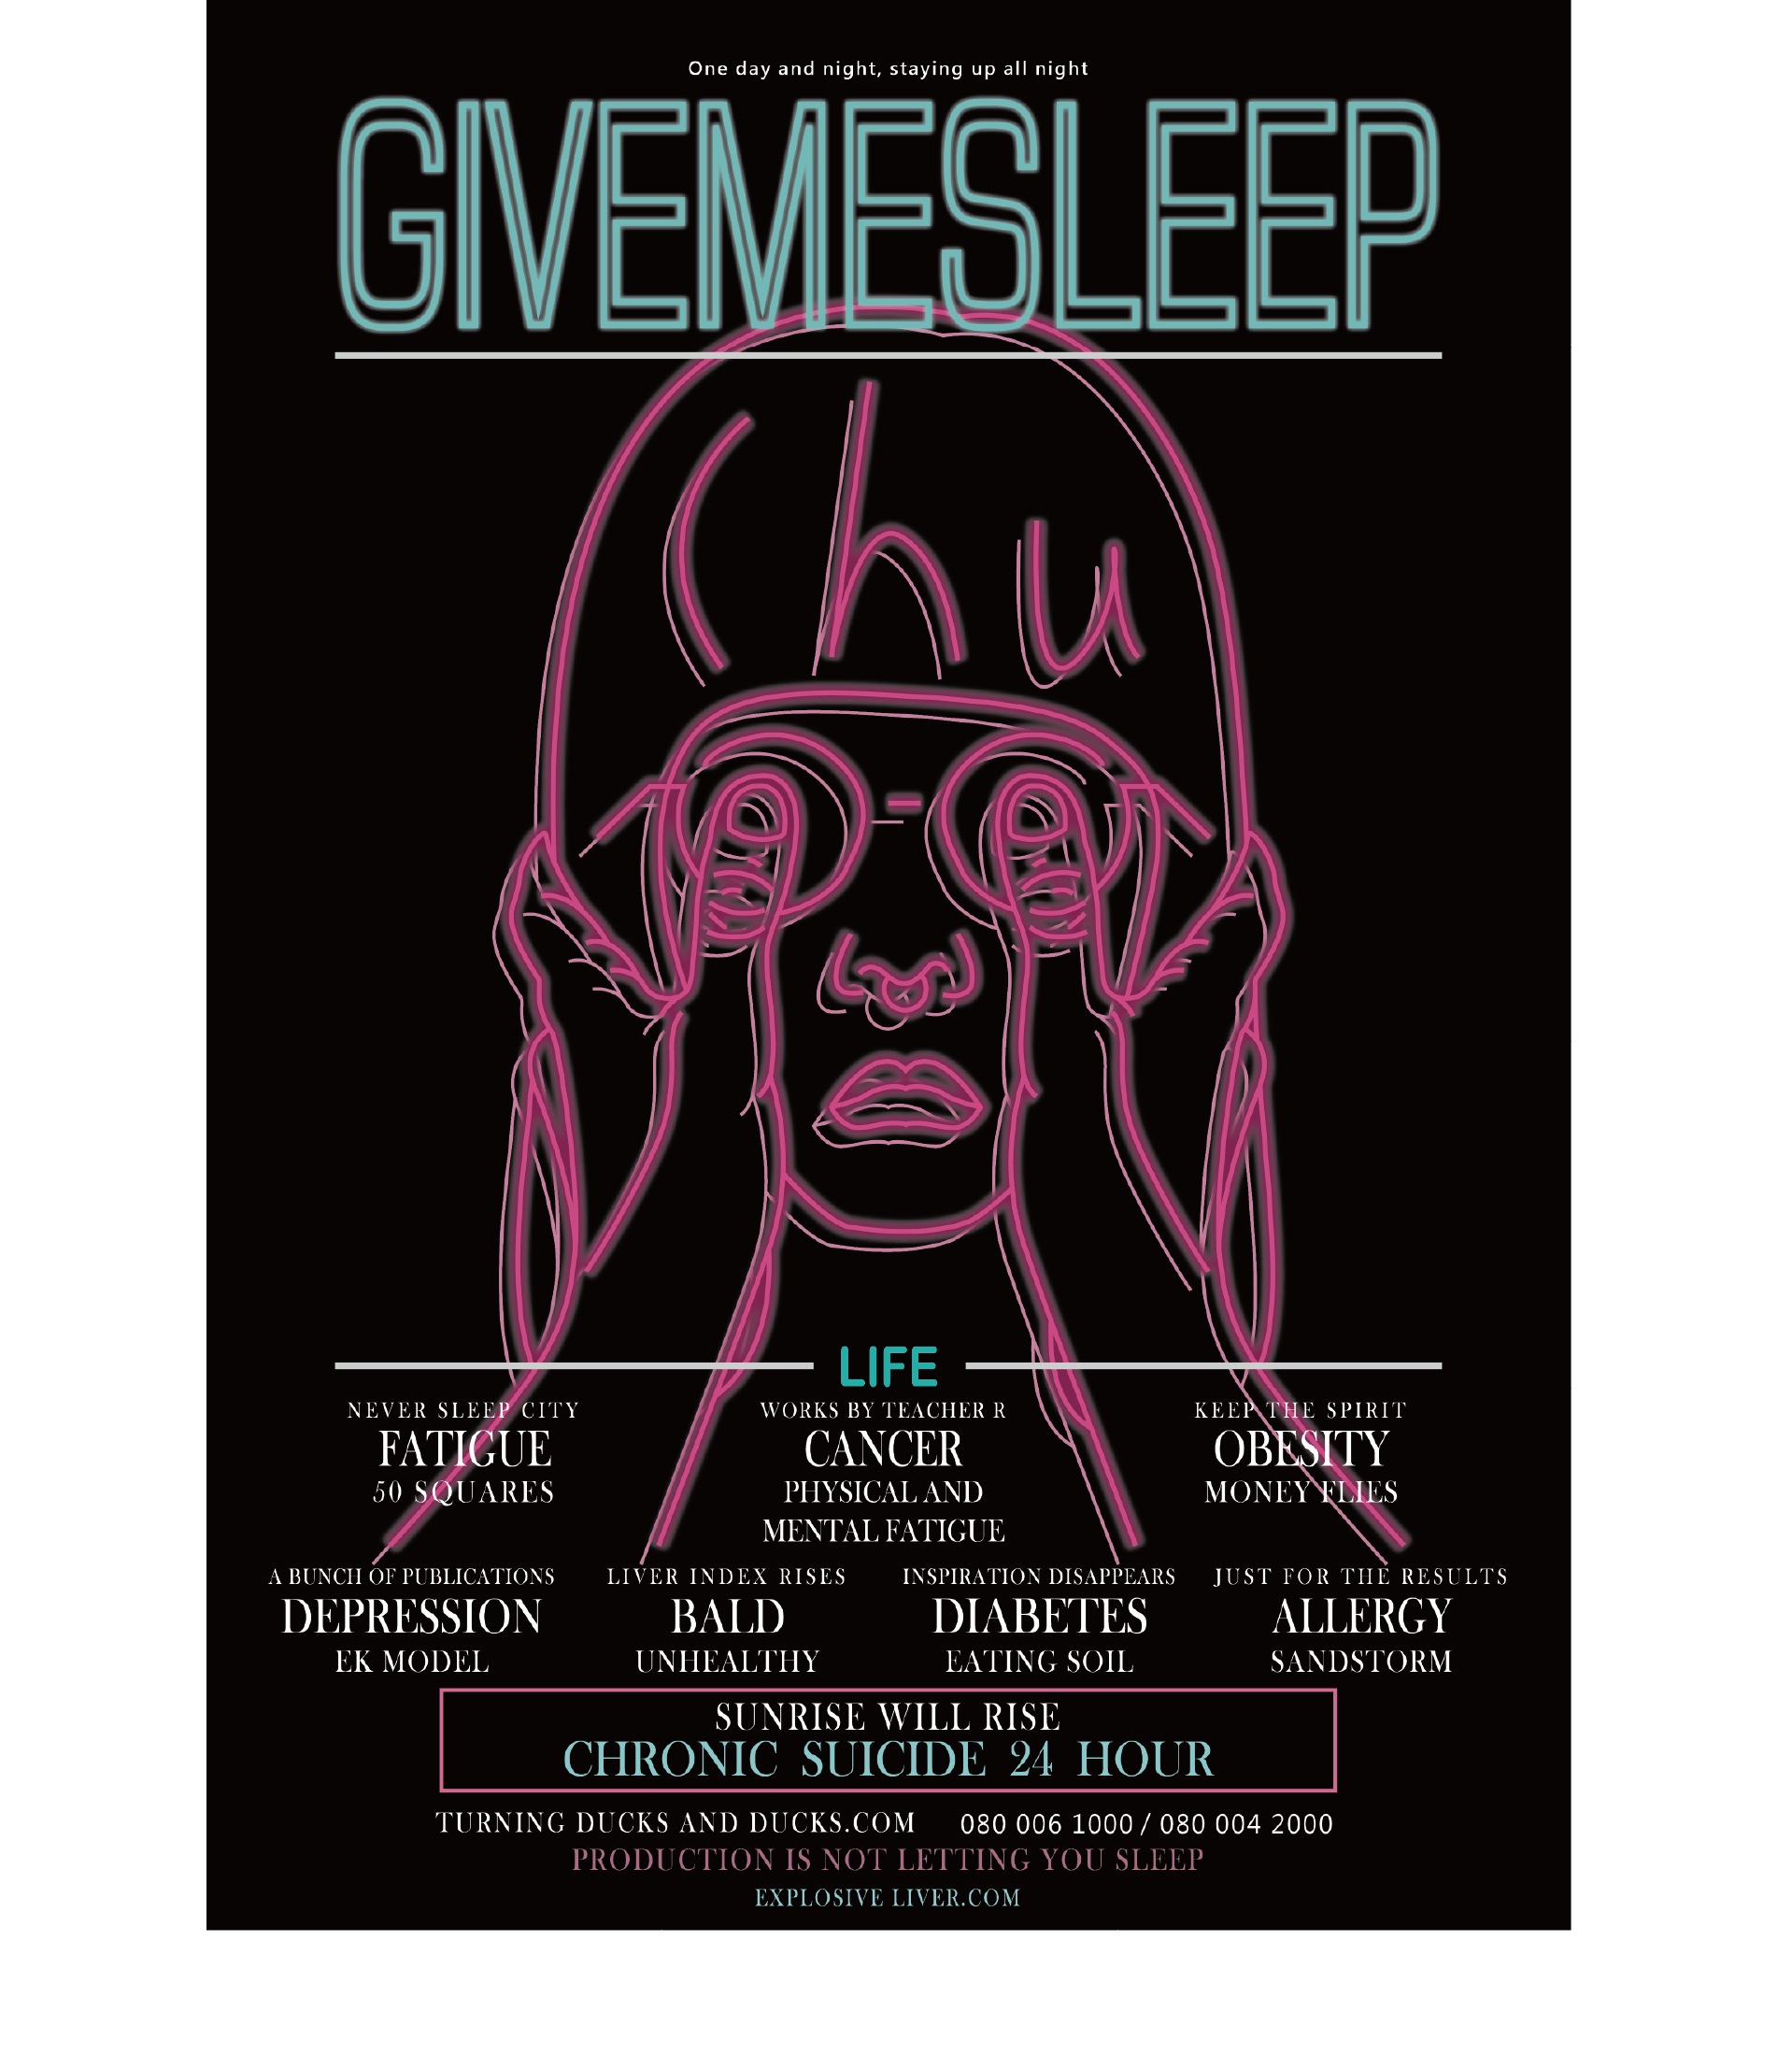 One day and night, staying up all night
GIVEMESLEEP
Chu
LIFE
NEVER SLEEP CITY
FATIGUE
50 SQUARES
WORKS BY TEACHER R
CANCER
PHYSICAL AND
MENTAL FATIGUE
KEEP THE SPIRIT
OBESITY
MONEY FLIES
A BUNCH OF PUBLICATIONS
DEPRESSION
EK MODEL
LIVER INDEX RISES
BALD
UNHEALTHY
INSPIRATION DISAPPEARS
DIABETES
EATING SOIL
JUST FOR THE RESULTS
ALLERGY
SANDSTORM
SUNRISE WILL RISE
CHRONIC SUICIDE 24 HOUR
TURNING DUCKS AND DUCKS.COM 080 006 1000 / 080 004 2000
PRODUCTION IS NOT LETTING YOU SLEEP
EXPLOSIVE LIVER.COM